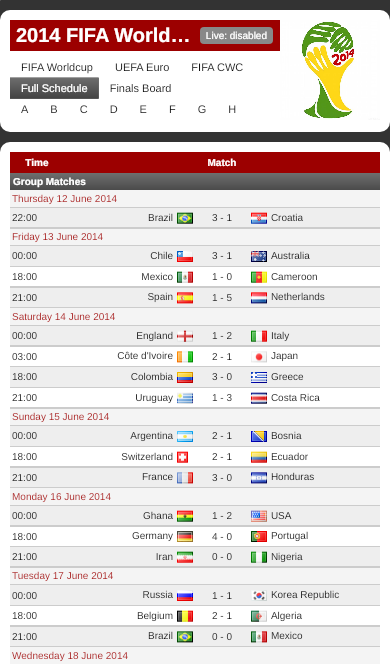 2014 FIFA World... Live: disabled
2014
FIFA Worldcup UEFA Euro FIFA CWC
Full Schedule Finals Board
A B C D E F G H
Time Match
Group Matches
Thursday 12 June 2014
22:00 Brazil 3 - 1 Croatia
Friday 13 June 2014
00:00 Chile 3 - 1 Australia
18:00 Mexico 1 - 0 Cameroon
21:00 Spain 1 - 5 Netherlands
Saturday 14 June 2014
00:00 England 1 - 2 Italy
03:00 Côte d'Ivoire 2 - 1 Japan
18:00 Colombia 3 - 0 Greece
21:00 Uruguay 1 - 3 Costa Rica
Sunday 15 June 2014
00:00 Argentina 2 - 1 Bosnia
18:00 Switzerland 2 - 1 Ecuador
21:00 France 3 - 0 Honduras
Monday 16 June 2014
00:00 Ghana 1 - 2 USA
18:00 Germany 4 - 0 Portugal
21:00 Iran 0 - 0 Nigeria
Tuesday 17 June 2014
00:00 Russia 1 - 1 Korea Republic
18:00 Belgium 2 - 1 Algeria
21:00 Brazil 0 - 0 Mexico
Wednesday 18 June 2014